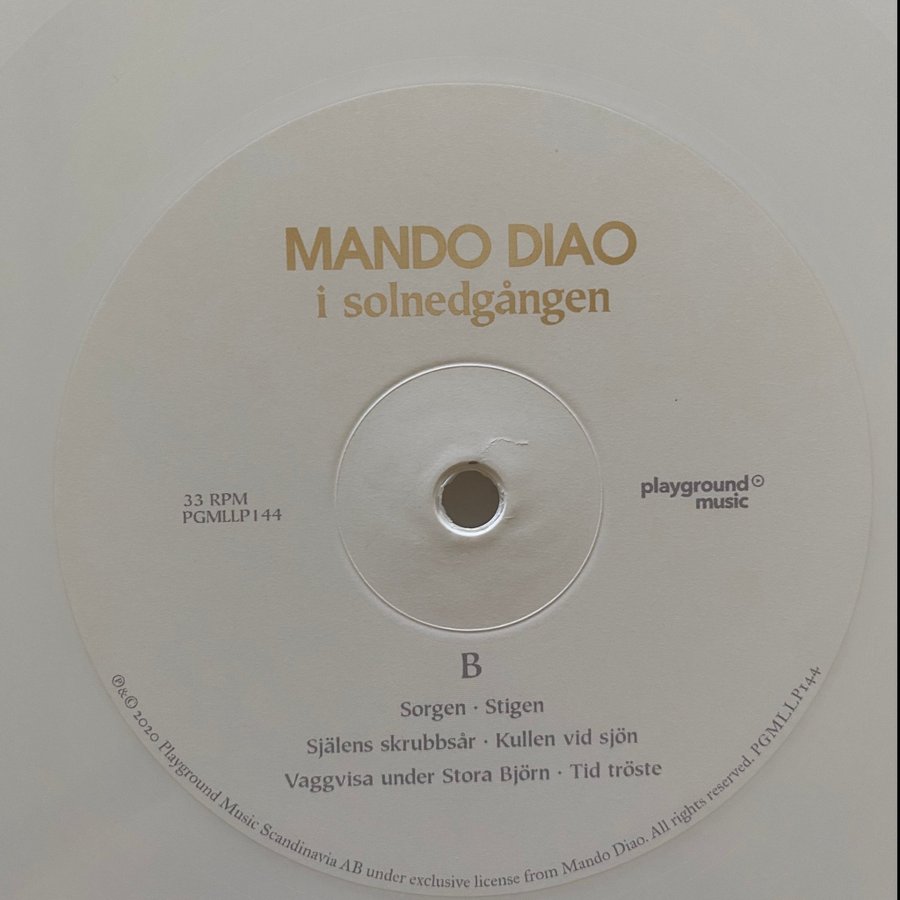 MANDO DIAO
i solnedgången
33 RPM
PGMLLP144
playground
music
B
Sorgen · Stigen
Själens skrubbsår · Kullen vid sjön
Vaggvisa under Stora Björn · Tid tröste
℗&© 2020 Playground Music Scandinavia AB under exclusive license from Mando Diao. All rights reserved. PGMLLP144